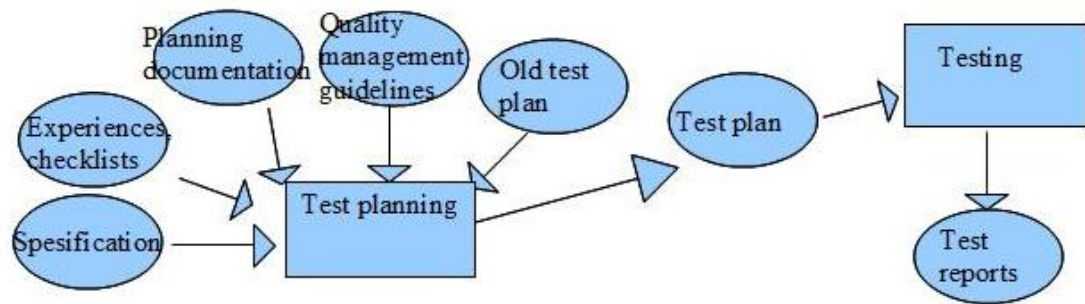 Planning
documentation
Quality
management
guidelines
Old test
plan
Testing
Experiences,
checklists
Test plan
Test planning
Spesification
Test
reports